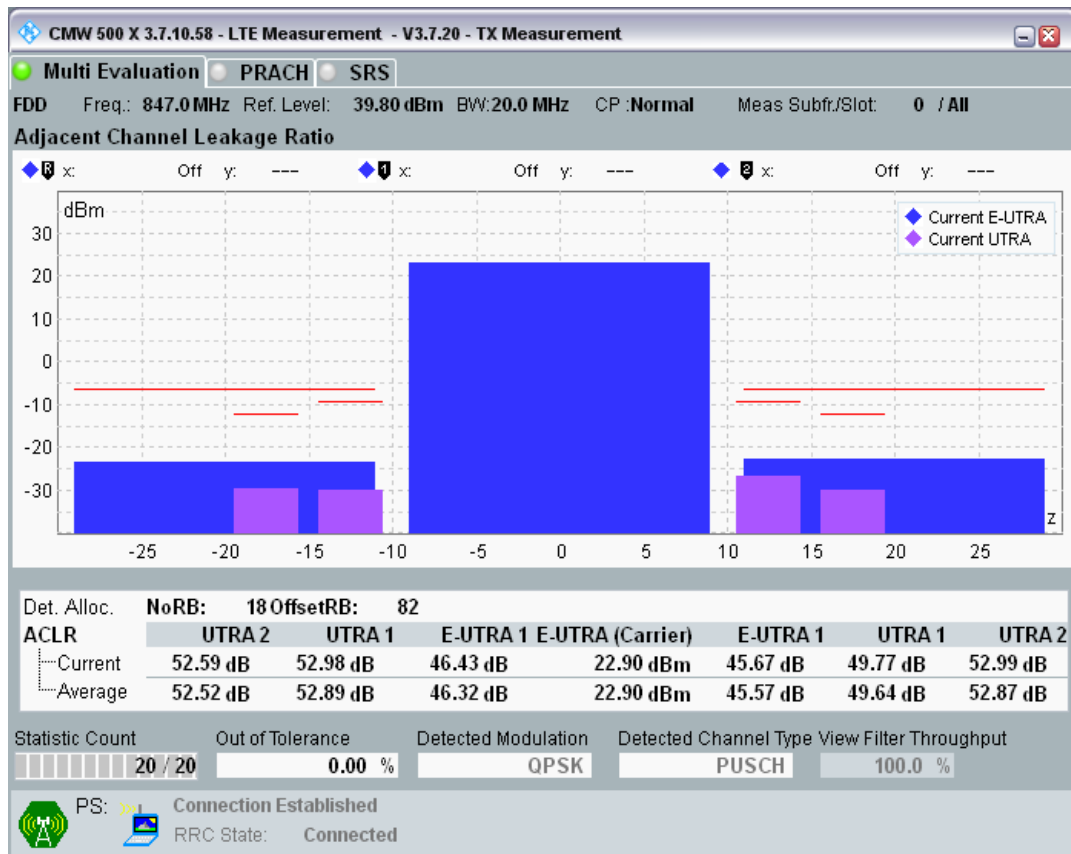 CMW 500 X 3.7.10.58 - LTE Measurement - V3.7.20 - TX Measurement
Multi Evaluation PRACH SRS
FDD Freq.: 847.0 MHz Ref. Level: 39.80 dBm BW:20.0 MHz CP :Normal Meas Subfr./Slot: 0 / All
Adjacent Channel Leakage Ratio
R x: Off y: --- 1 x: Off y: --- 2 x: Off y: ---
dBm
Current E-UTRA
Current UTRA
30
20
10
0
-10
-20
-30
z
-25 -20 -15 -10 -5 0 5 10 15 20 25
Det. Alloc. NoRB: 18 OffsetRB: 82
ACLR UTRA 2 UTRA 1 E-UTRA 1 E-UTRA (Carrier) E-UTRA 1 UTRA 1 UTRA 2
Current 52.59 dB 52.98 dB 46.43 dB 22.90 dBm 45.67 dB 49.77 dB 52.99 dB
Average 52.52 dB 52.89 dB 46.32 dB 22.90 dBm 45.57 dB 49.64 dB 52.87 dB
Statistic Count Out of Tolerance Detected Modulation Detected Channel Type View Filter Throughput
20 / 20 0.00 % QPSK PUSCH 100.0 %
PS: Connection Established
RRC State: Connected